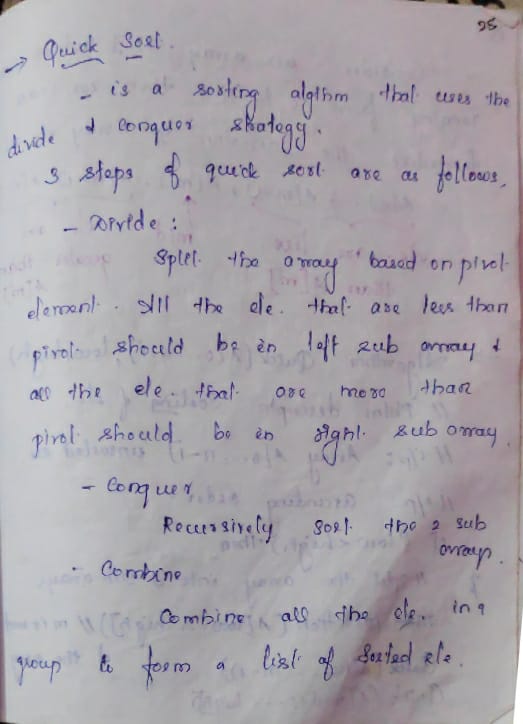 25
→ Quick Sort.
- is a sorting algthm that uses the
divide & conquer strategy.
3 steps of quick sort are as follows.
- Divide :
Split the array based on pivot
element. All the ele. that are less than
pivot should be in left sub array &
all the ele. that are more than
pivot should be in right sub array.
- Conquer
Recursively sort the 2 sub
arrays.
- Combine
Combine all the ele. in a
group to form a list of sorted ele.